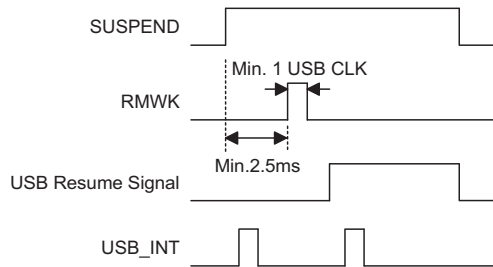 SUSPEND
Min. 1 USB CLK
RMWK
Min.2.5ms
USB Resume Signal
USB_INT